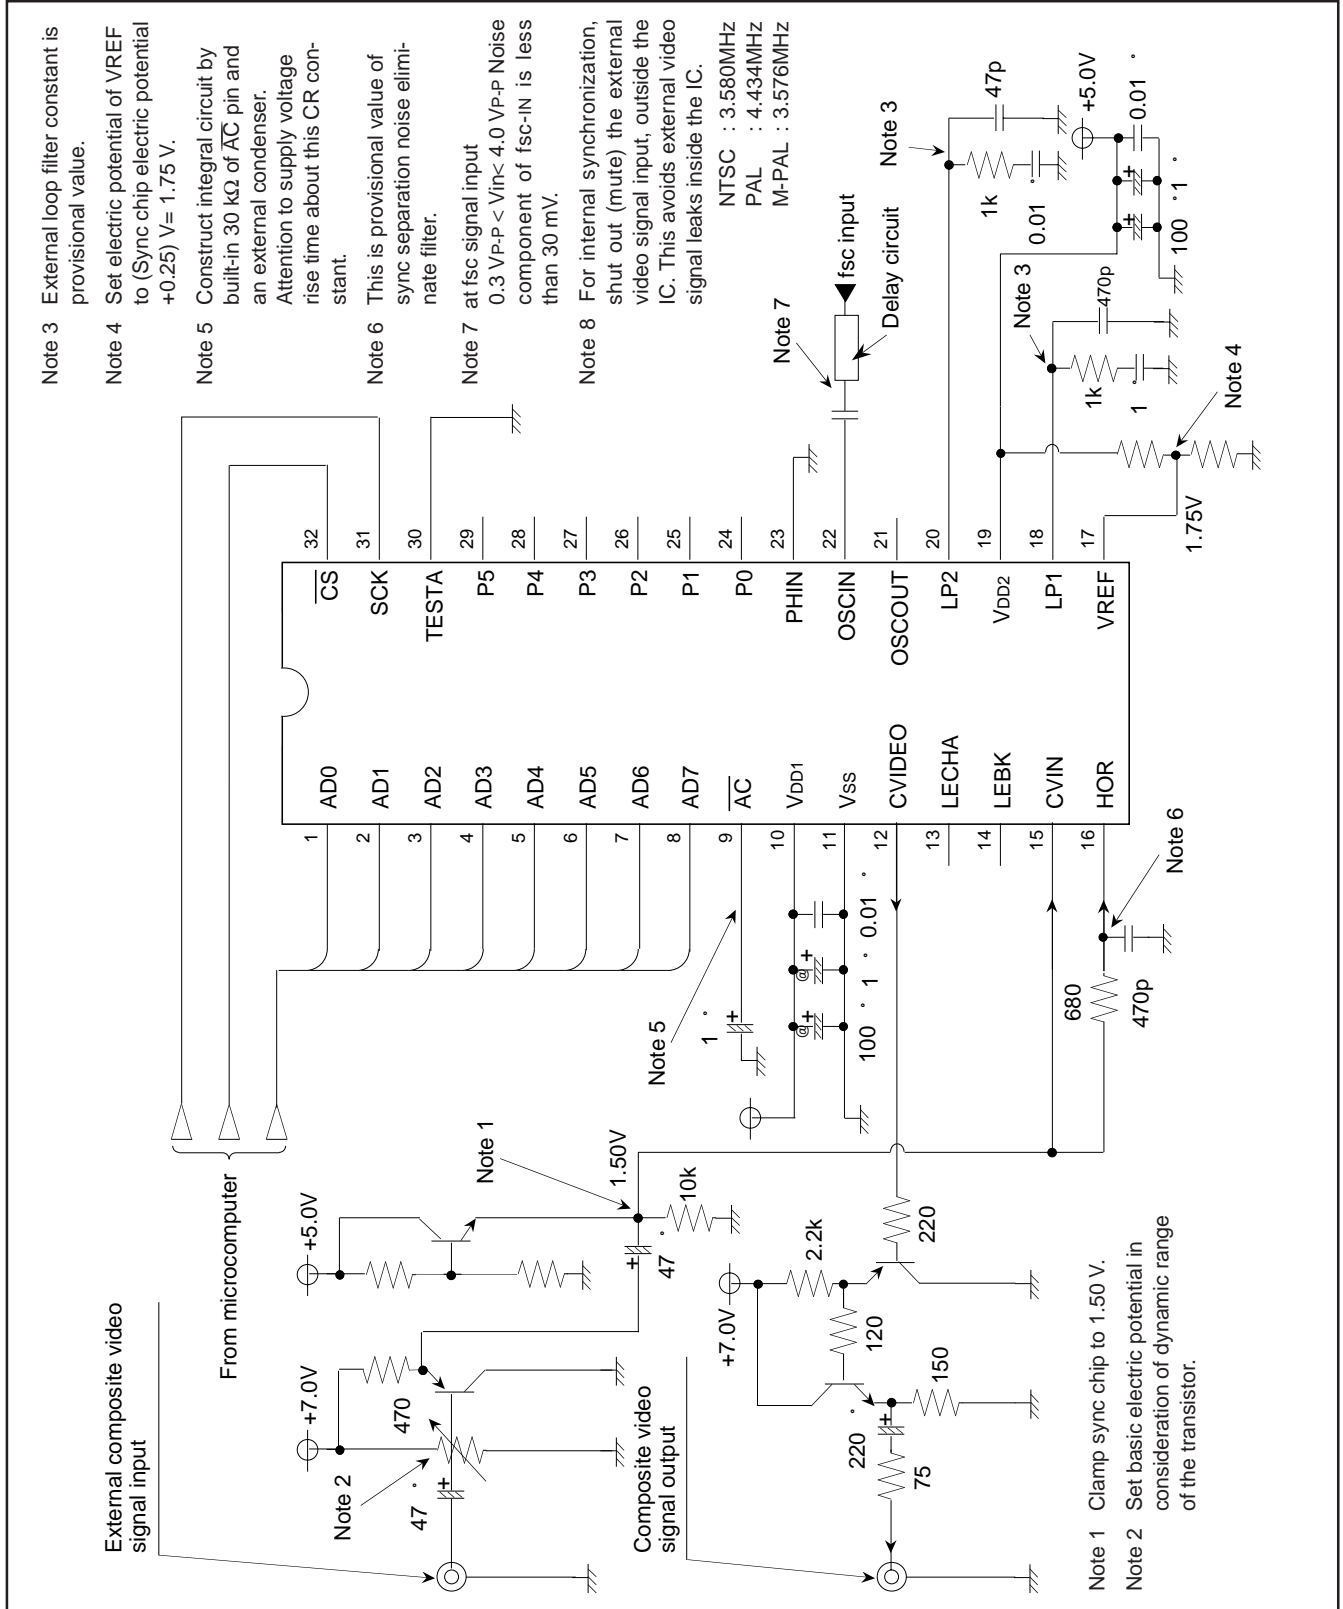 External composite video
signal input
+7.0V
470
Note 2
47 °
+
+5.0V
From microcomputer
Note 1
1.50V
+
47 °
10k
Composite video
signal output
+7.0V
2.2k
120
220
220 °
+
75
150
Note 5
1 °
+
@
+
@
+
100 °
1 °
0.01 °
680
470p
Note 6
1 AD0
2 AD1
3 AD2
4 AD3
5 AD4
6 AD5
7 AD6
8 AD7
9 AC
10 VDD1
11 VSS
12 CVIDEO
13 LECHA
14 LEBK
15 CVIN
16 HOR
CS 32
SCK 31
TESTA 30
P5 29
P4 28
P3 27
P2 26
P1 25
P0 24
PHIN 23
OSCIN 22
OSCOUT 21
LP2 20
VDD2 19
LP1 18
VREF 17
Note 7
fsc input
Delay circuit
Note 3
47p
1k
0.01 °
+5.0V
0.01 °
+
+
1 °
100 °
Note 3
470p
1k
1 °
Note 4
1.75V
Note 1 Clamp sync chip to 1.50 V.
Note 2 Set basic electric potential in
consideration of dynamic range
of the transistor.
Note 3 External loop filter constant is
provisional value.
Note 4 Set electric potential of VREF
to (Sync chip electric potential
+0.25) V= 1.75 V.
Note 5 Construct integral circuit by
built-in 30 kΩ of AC pin and
an external condenser.
Attention to supply voltage
rise time about this CR con-
stant.
Note 6 This is provisional value of
sync separation noise elimi-
nate filter.
Note 7 at fsc signal input
0.3 VP-P < Vin< 4.0 VP-P Noise
component of fsc-IN is less
than 30 mV.
Note 8 For internal synchronization,
shut out (mute) the external
video signal input, outside the
IC. This avoids external video
signal leaks inside the IC.
NTSC : 3.580MHz
PAL : 4.434MHz
M-PAL : 3.576MHz